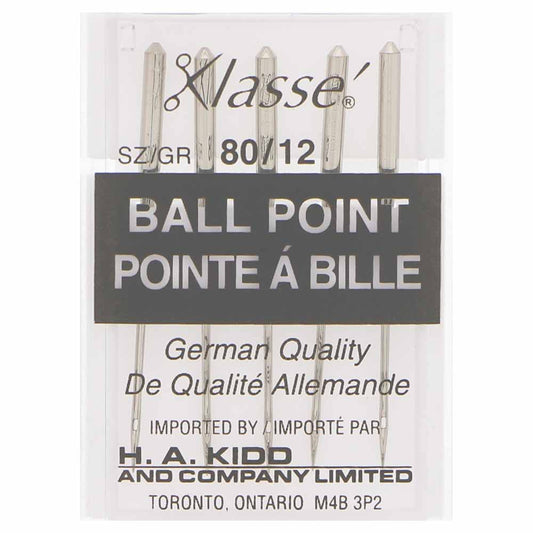 Klassé®
SZ/GR 80/12
BALL POINT
POINTE Á BILLE
German Quality
De Qualité Allemande
IMPORTED BY / IMPORTÉ PAR
H. A. KIDD
AND COMPANY LIMITED
TORONTO, ONTARIO M4B 3P2